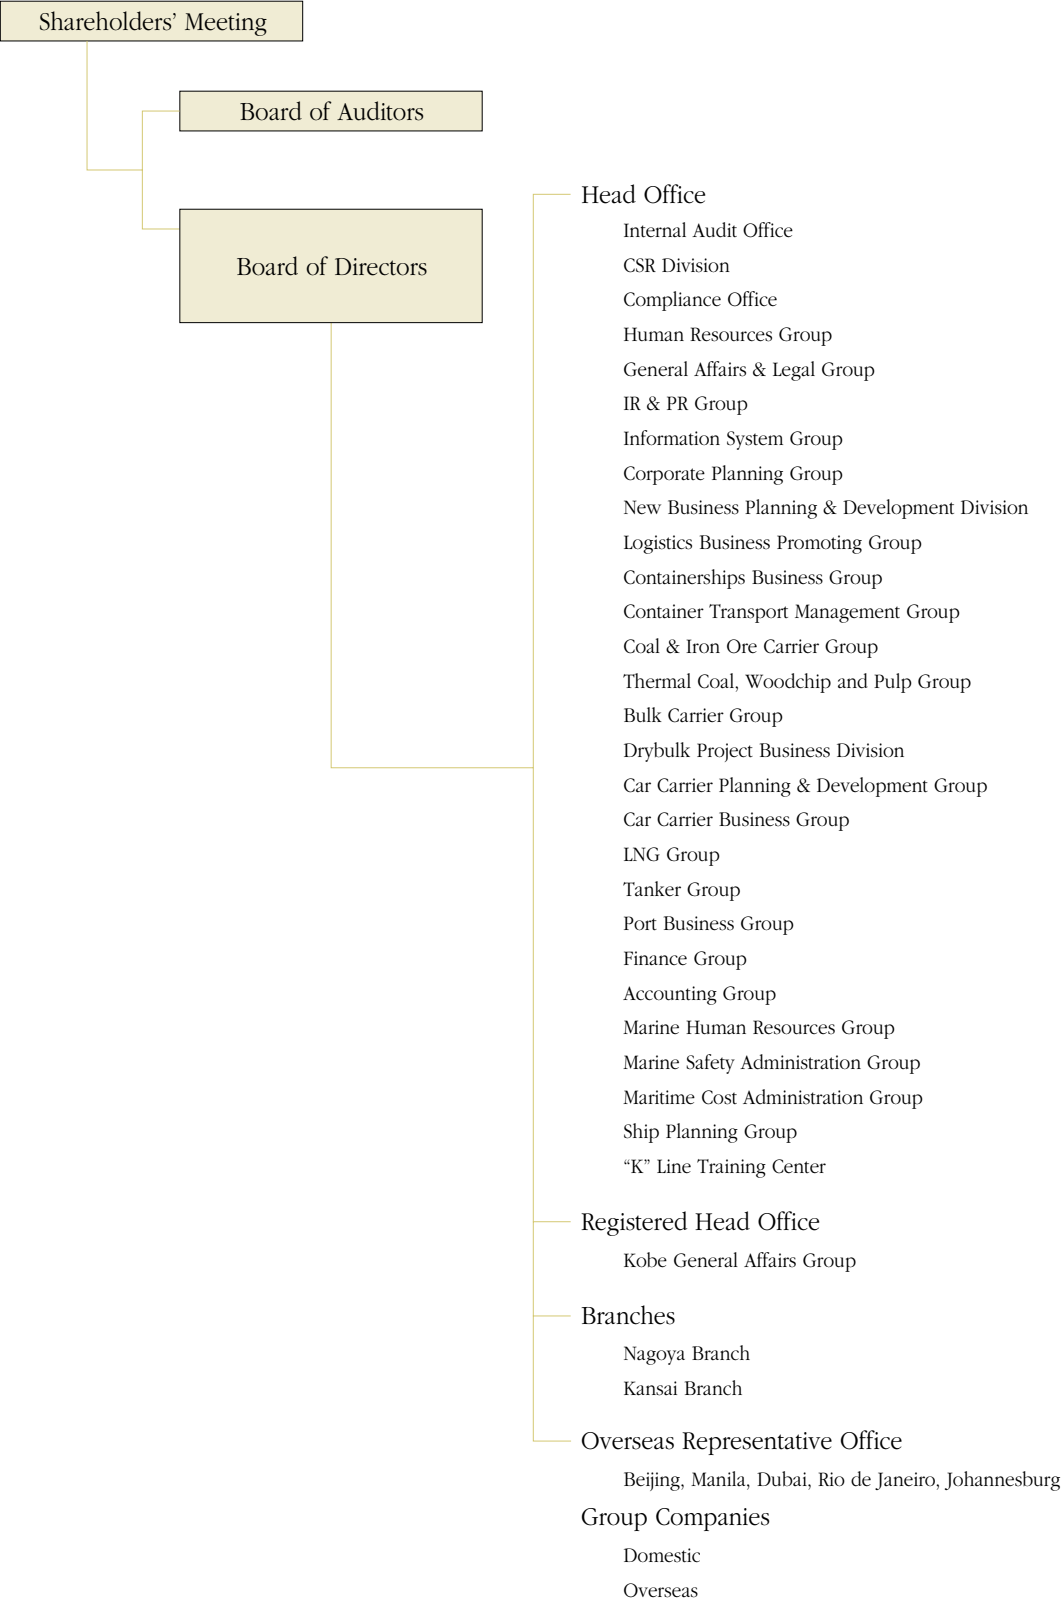 Shareholders’ Meeting
Board of Auditors
Board of Directors
Head Office
Internal Audit Office
CSR Division
Compliance Office
Human Resources Group
General Affairs & Legal Group
IR & PR Group
Information System Group
Corporate Planning Group
New Business Planning & Development Division
Logistics Business Promoting Group
Containerships Business Group
Container Transport Management Group
Coal & Iron Ore Carrier Group
Thermal Coal, Woodchip and Pulp Group
Bulk Carrier Group
Drybulk Project Business Division
Car Carrier Planning & Development Group
Car Carrier Business Group
LNG Group
Tanker Group
Port Business Group
Finance Group
Accounting Group
Marine Human Resources Group
Marine Safety Administration Group
Maritime Cost Administration Group
Ship Planning Group
“K” Line Training Center
Registered Head Office
Kobe General Affairs Group
Branches
Nagoya Branch
Kansai Branch
Overseas Representative Office
Beijing, Manila, Dubai, Rio de Janeiro, Johannesburg
Group Companies
Domestic
Overseas